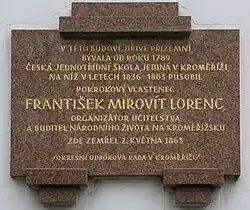 V TÉTO BUDOVĚ, DŘÍVE PŘÍZEMNÍ,
BÝVALA OD ROKU 1789
ČESKÁ JEDNOTŘÍDNÍ ŠKOLA, JEDINÁ V KROMĚŘÍŽI
NA NÍŽ V LETECH 1836-1863 PŮSOBIL
POKROKOVÝ VLASTENEC
FRANTIŠEK MIROVÍT LORENC,
ORGANIZÁTOR UČITELSTVA
A BUDITEL NÁRODNÍHO ŽIVOTA NA KROMĚŘÍŽSKU
ZDE ZEMŘEL 2. KVĚTNA 1863
/OKRESNÍ ODBOROVÁ RADA V KROMĚŘÍŽI/